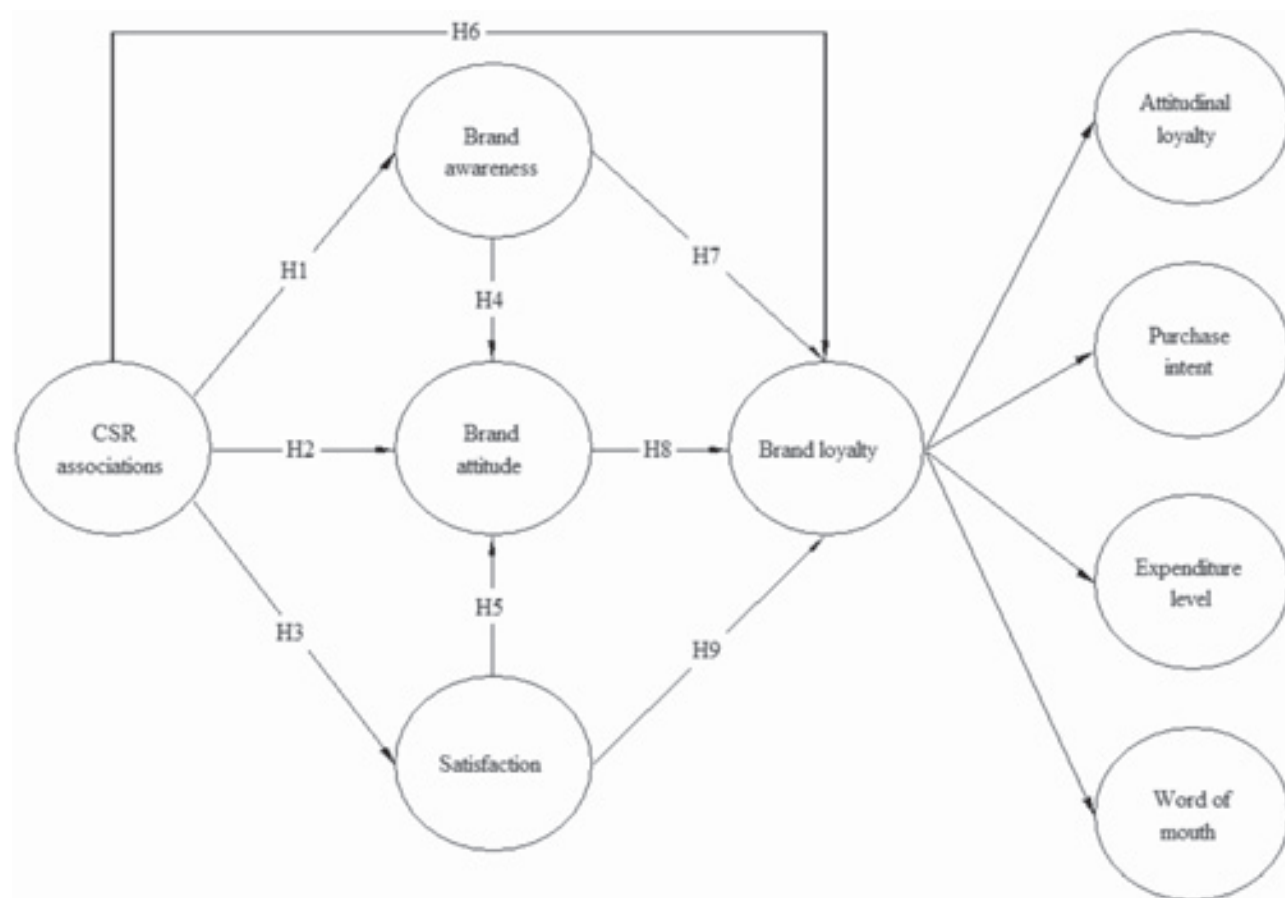 H6
Brand
awareness
Attitudinal
loyalty
H1
H7
H4
Purchase
intent
CSR
associations
H2
Brand
attitude
H8
Brand loyalty
H5
Expenditure
level
H3
H9
Satisfaction
Word of
mouth